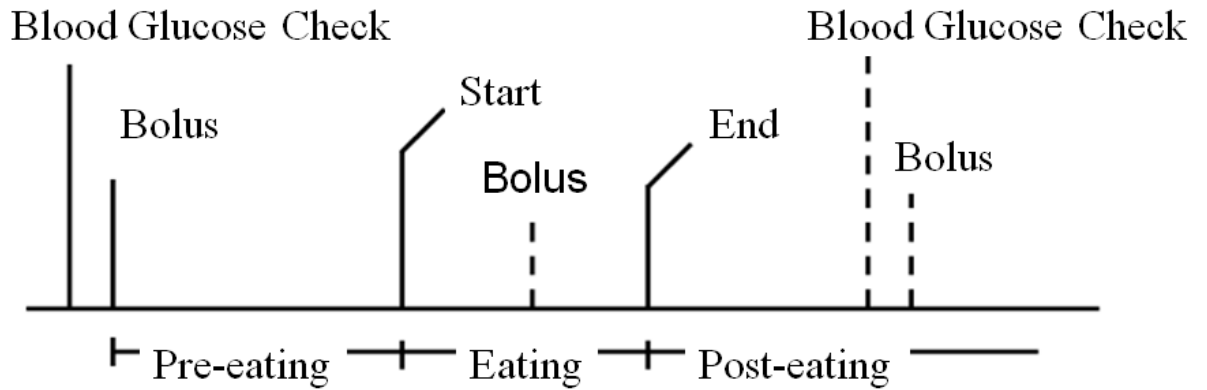 Blood Glucose Check
Blood Glucose Check
Start
Bolus
End
Bolus
Bolus
Pre-eating
Eating
Post-eating